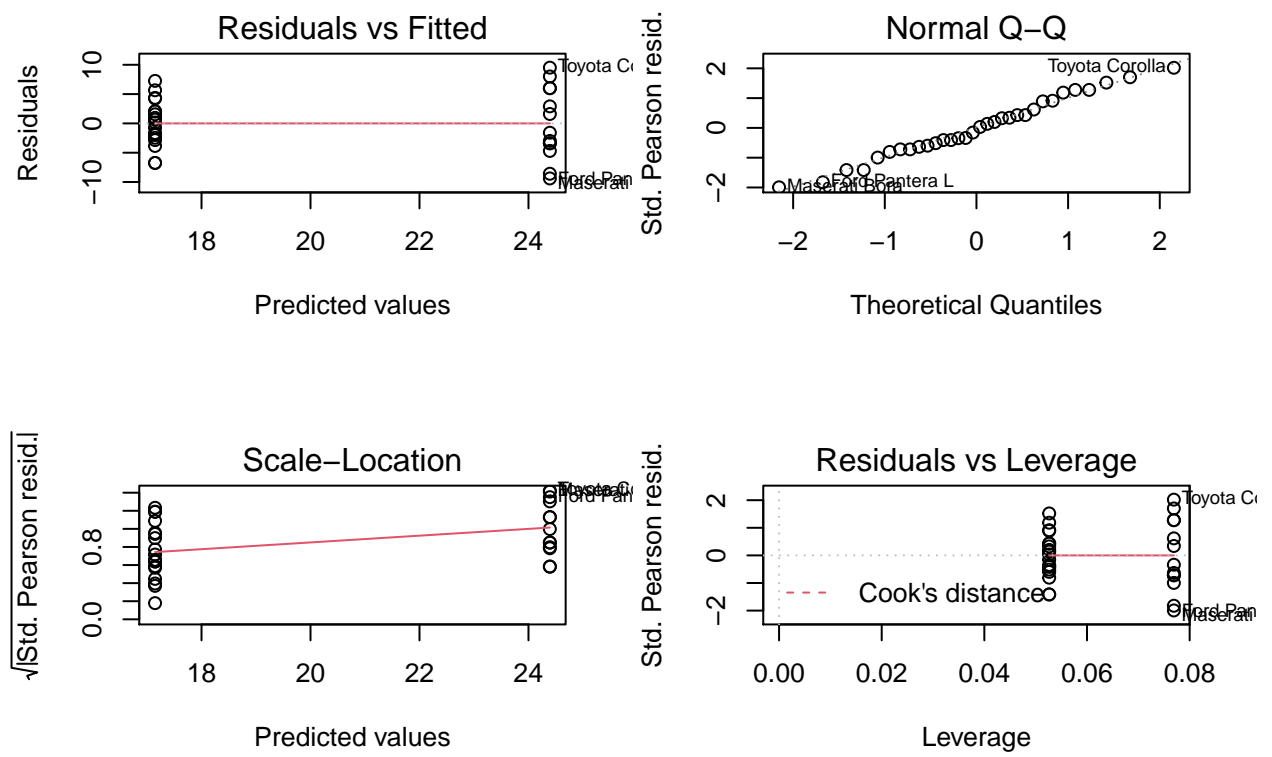 Residuals vs Fitted
Residuals
10
0
−10
Toyota Co
Ford Pan
Maserati
18 20 22 24
Predicted values
Normal Q−Q
Std. Pearson resid.
2
0
−2
Toyota Corolla
Ford Pantera L
Maserati Bora
−2 −1 0 1 2
Theoretical Quantiles
Scale−Location
√|Std. Pearson resid.|
0.8
0.0
Toyota Co
Maserati
Ford Pan
18 20 22 24
Predicted values
Residuals vs Leverage
Std. Pearson resid.
2
0
−2
Toyota Co
Cook's distance
Ford Pan
Maserati
0.00 0.02 0.04 0.06 0.08
Leverage